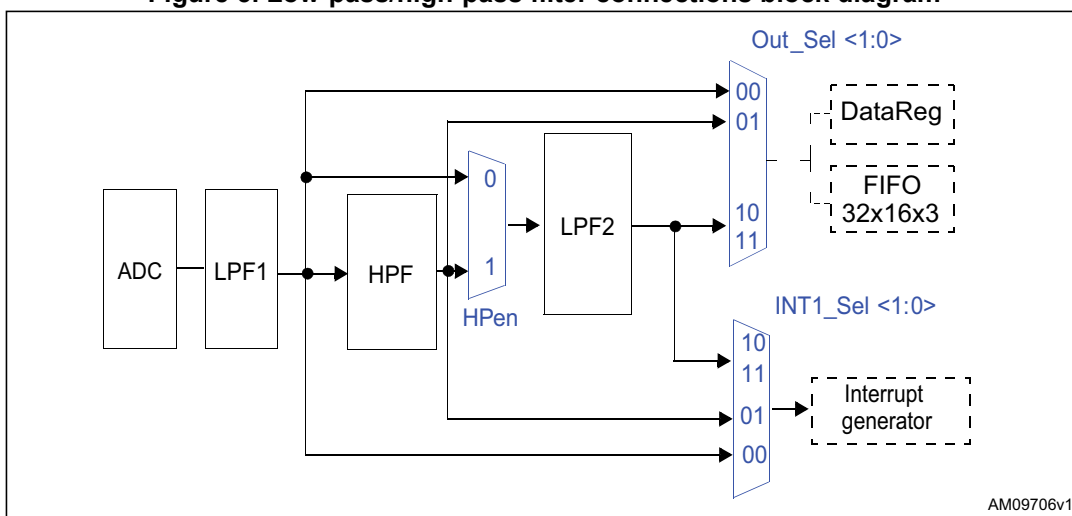 Figure 3. Low-pass/high-pass filter connections block diagram
Out_Sel <1:0>
00
01
DataReg
0
FIFO
32x16x3
10
11
LPF2
ADC
LPF1
HPF
1
HPen
INT1_Sel <1:0>
10
11
Interrupt
generator
01
00
AM09706v1